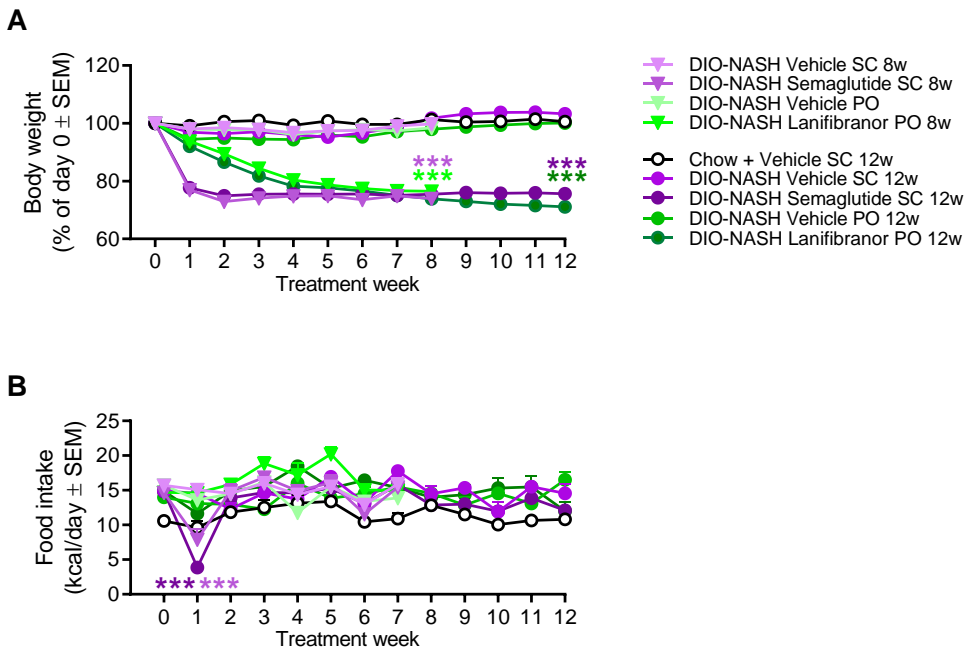 A
Body weight
(% of day 0 ± SEM)
120
100
80
60
***
***
***
***
0 1 2 3 4 5 6 7 8 9 10 11 12
Treatment week
DIO-NASH Vehicle SC 8w
DIO-NASH Semaglutide SC 8w
DIO-NASH Vehicle PO
DIO-NASH Lanifibranor PO 8w
Chow + Vehicle SC 12w
DIO-NASH Vehicle SC 12w
DIO-NASH Semaglutide SC 12w
DIO-NASH Vehicle PO 12w
DIO-NASH Lanifibranor PO 12w
B
Food intake
(kcal/day ± SEM)
25
20
15
10
5
0
*** ***
0 1 2 3 4 5 6 7 8 9 10 11 12
Treatment week